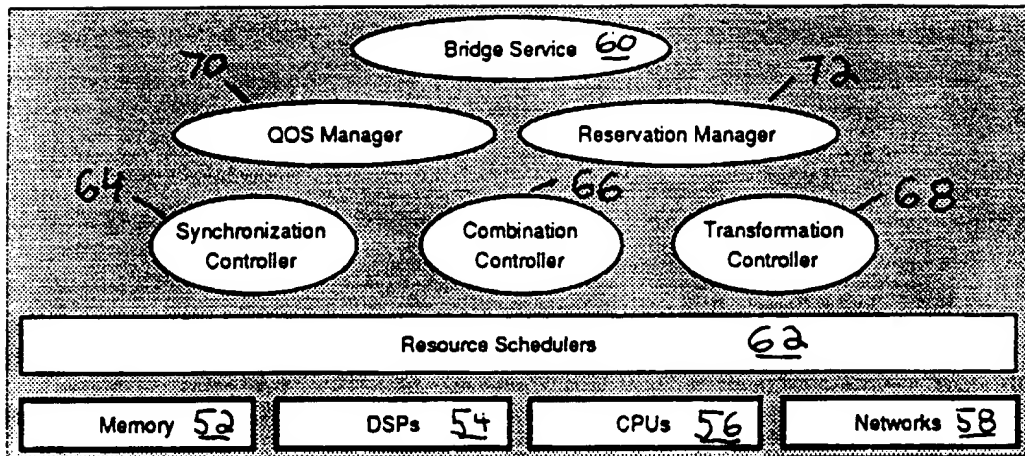 Bridge Service 60
70
72
QOS Manager
Reservation Manager
64
66
68
Synchronization
Controller
Combination
Controller
Transformation
Controller
Resource Schedulers 62
Memory 52
DSPs 54
CPUs 56
Networks 58